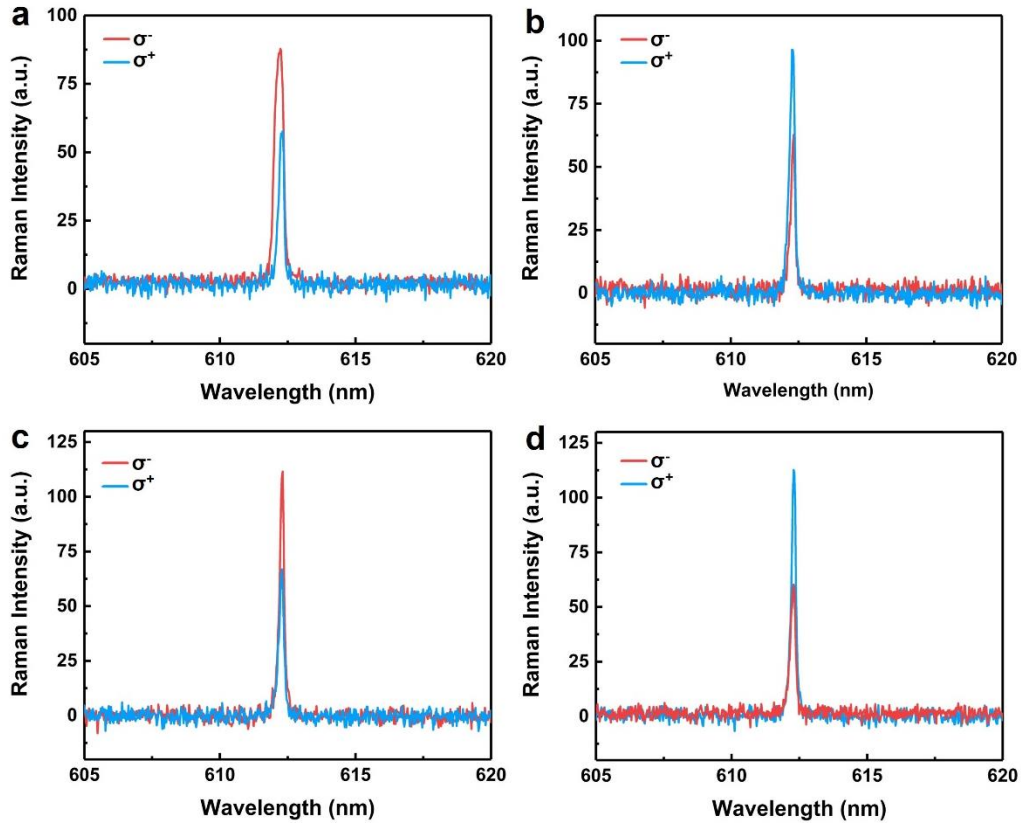 a
Raman Intensity (a.u.)
100
75
50
25
0
σ-
σ+
605 610 615 620
Wavelength (nm)
b
Raman Intensity (a.u.)
100
75
50
25
0
σ-
σ+
605 610 615 620
Wavelength (nm)
c
Raman Intensity (a.u.)
125
100
75
50
25
0
σ-
σ+
605 610 615 620
Wavelength (nm)
d
Raman Intensity (a.u.)
125
100
75
50
25
0
σ-
σ+
605 610 615 620
Wavelength (nm)